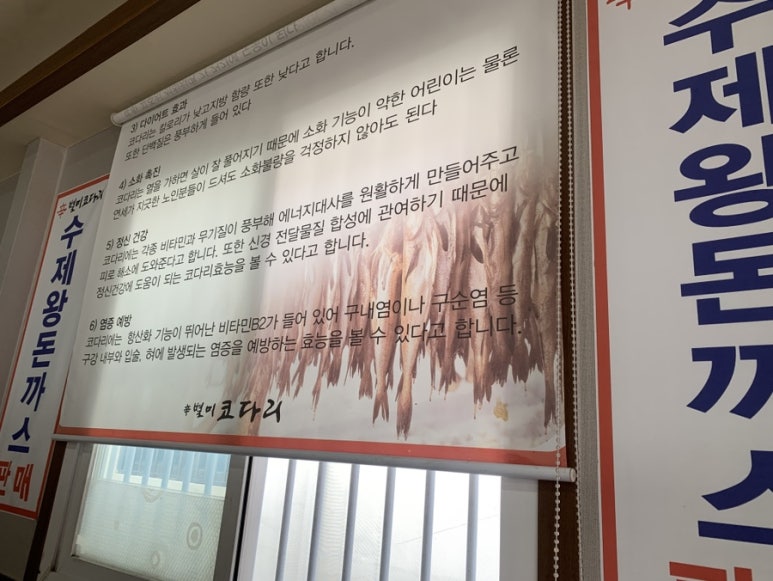 3) 다이어트 효과
코다리는 칼로리가 낮고지방 함량 또한 낮다고 합니다.
또한 단백질은 풍부하게 들어 있다
4) 소화 촉진
코다리는 열을 가하면 살이 잘 풀어지기 때문에 소화 기능이 약한 어린이는 물론
연세가 지긋한 노인분들이 드셔도 소화불량을 걱정하지 않아도 된다
5) 정신 건강
코다리에는 각종 비타민과 무기질이 풍부해 에너지대사를 원활하게 만들어주고
피로 해소에 도와준다고 합니다. 또한 신경 전달물질 합성에 관여하기 때문에
정신건강에 도움이 되는 코다리효능을 볼 수 있다고 합니다.
6) 염증 예방
코다리에는 항산화 기능이 뛰어난 비타민B2가 들어 있어 구내염이나 구순염 등
구강 내부와 입술, 혀에 발생되는 염증을 예방하는 효능을 볼 수 있다고 합니다.
별미 코다리
별미 코다리
수제왕돈까스
판매
수제왕돈까스